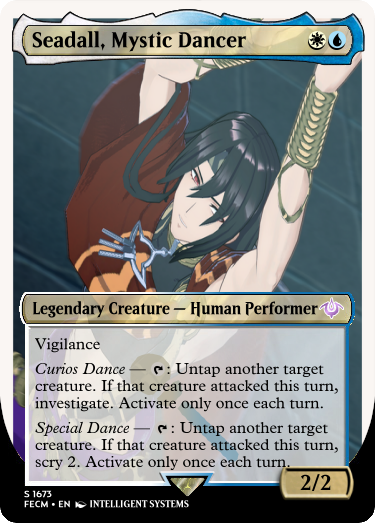 Seadall, Mystic Dancer
Legendary Creature — Human Performer
Vigilance
Curios Dance — : Untap another target
creature. If that creature attacked this turn,
investigate. Activate only once each turn.
Special Dance — : Untap another target
creature. If that creature attacked this turn,
scry 2. Activate only once each turn.
2/2
S 1673
FECM • EN INTELLIGENT SYSTEMS